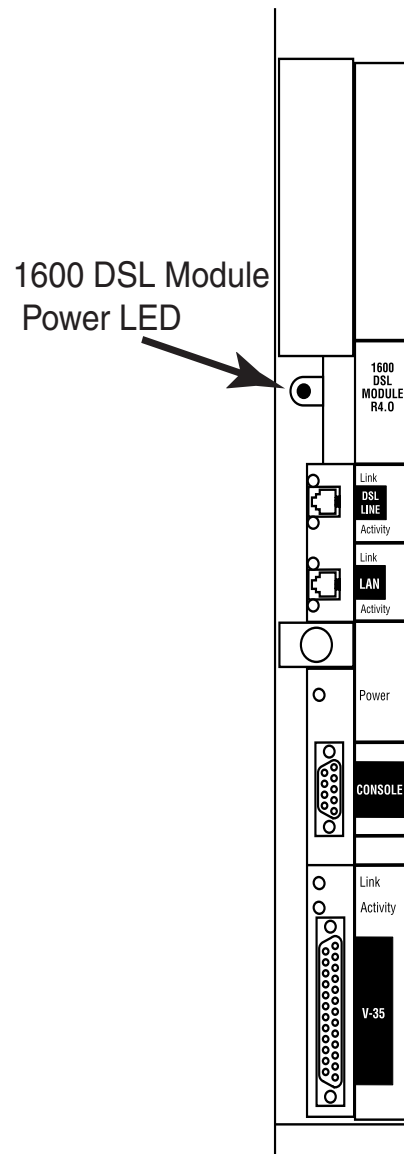 1600 DSL Module
Power LED
1600
DSL
MODULE
R4.0
Link
DSL
LINE
Activity
Link
LAN
Activity
Power
CONSOLE
Link
Activity
V-35